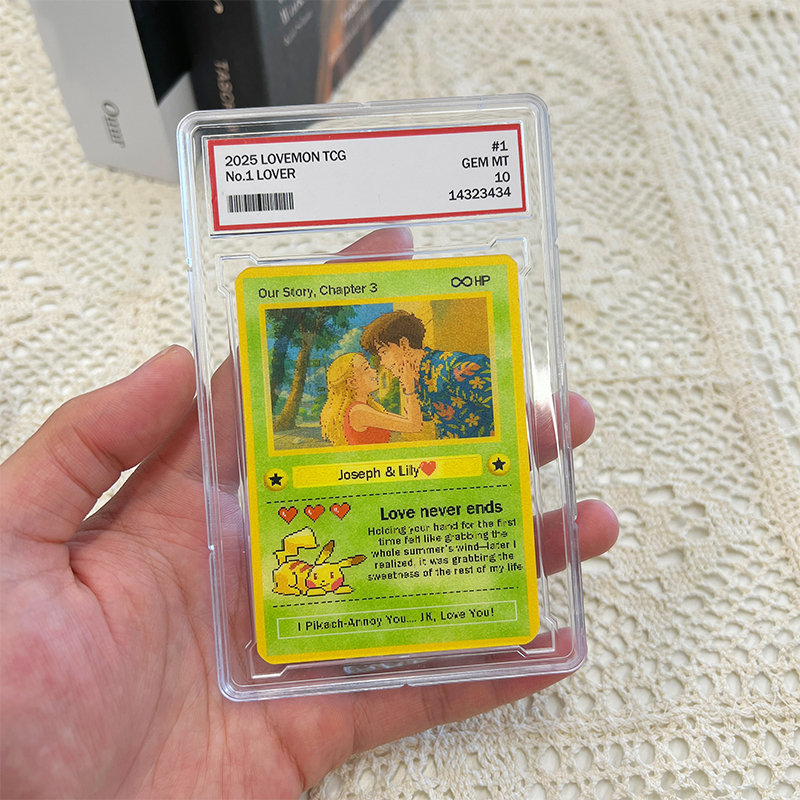 2025 LOVEMON TCG
No.1 LOVER
#1
GEM MT
10
14323434
Our Story, Chapter 3
∞HP
Joseph & Lily❤
Love never ends
Holding your hand for the first
time felt like grabbing the
whole summer's wind—later I
realized, it was grabbing the
sweetness of the rest of my life
I Pikach-Annoy You.... JK, Love You!